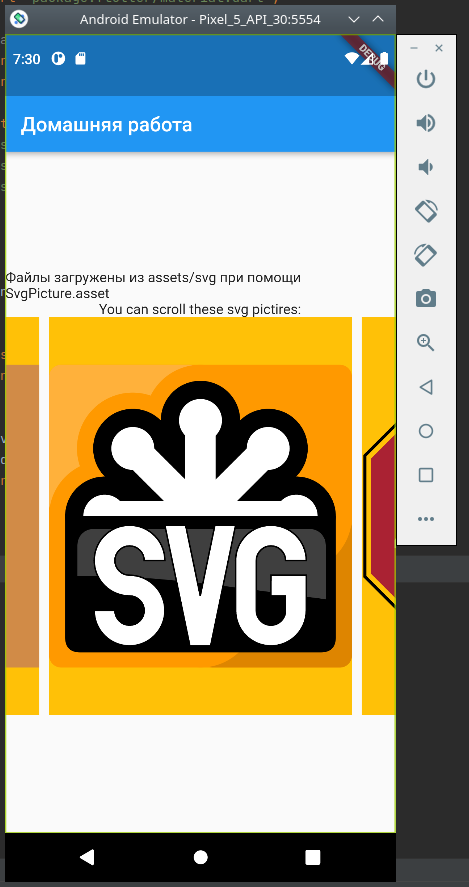 Android Emulator - Pixel_5_API_30:5554
7:30
DEBUG
Домашняя работа
Файлы загружены из assets/svg при помощи
SvgPicture.asset
You can scroll these svg pictires:
SVG